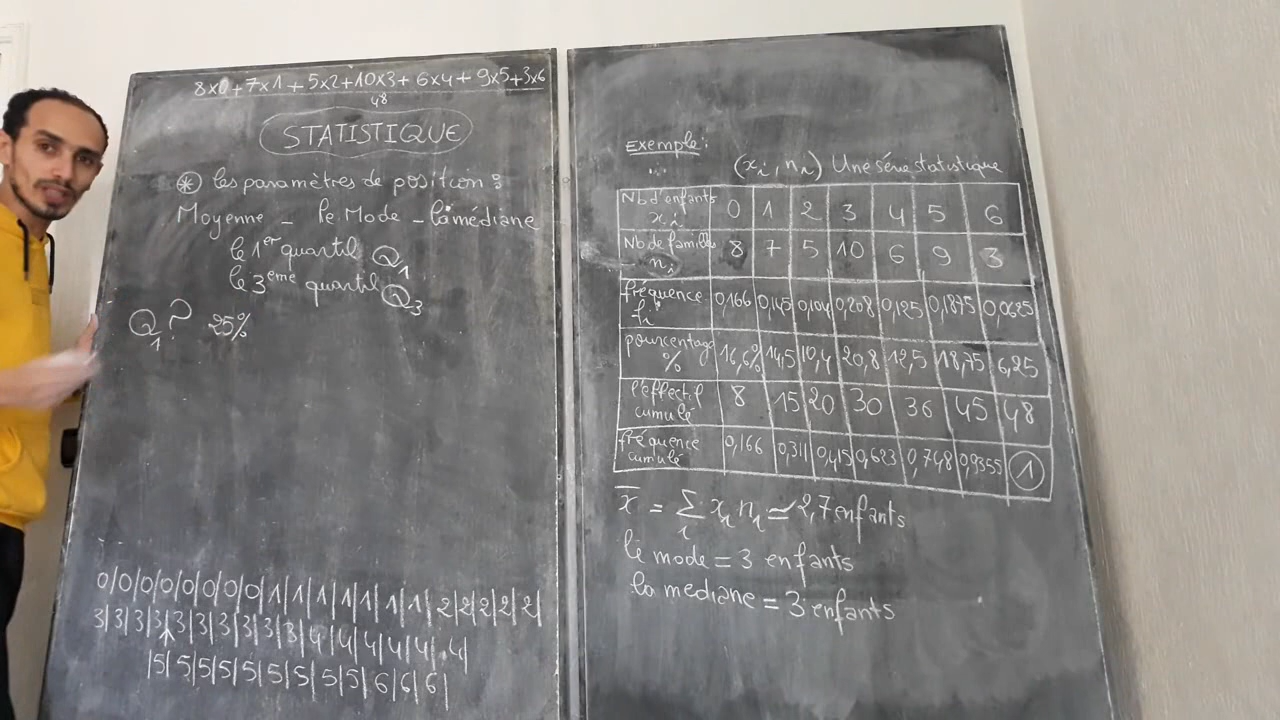 8x0+7x1+5x2+10x3+6x4+9x5+3x6
48
STATISTIQUE
⊛ les paramètres de position :
Moyenne - le Mode - la médiane
le 1er quartil Q1
le 3eme quartil Q3
Q1? 25%
0|0|0|0|0|0|0|0|1|1|1|1|1|1|1|2|2|2|2|2|
3|3|3|3|3|3|3|3|3|3|4|4|4|4|4|4|
|5|5|5|5|5|5|5|5|5|6|6|6|
Exemple :
(xi, ni) Une série statistique
Nb d'enfants xi 0 1 2 3 4 5 6
Nb de familles ni 8 7 5 10 6 9 3
fréquence fi 0,166 0,145 0,104 0,208 0,125 0,1875 0,0625
pourcentage % 16,6% 14,5 10,4 20,8 12,5 18,75 6,25
l'effectif cumulé 8 15 20 30 36 45 48
fréquence cumulé 0,166 0,311 0,415 0,623 0,748 0,9355 1
x̄ = Σi xi ni ≃ 2,7 enfants
le mode = 3 enfants
la mediane = 3 enfants